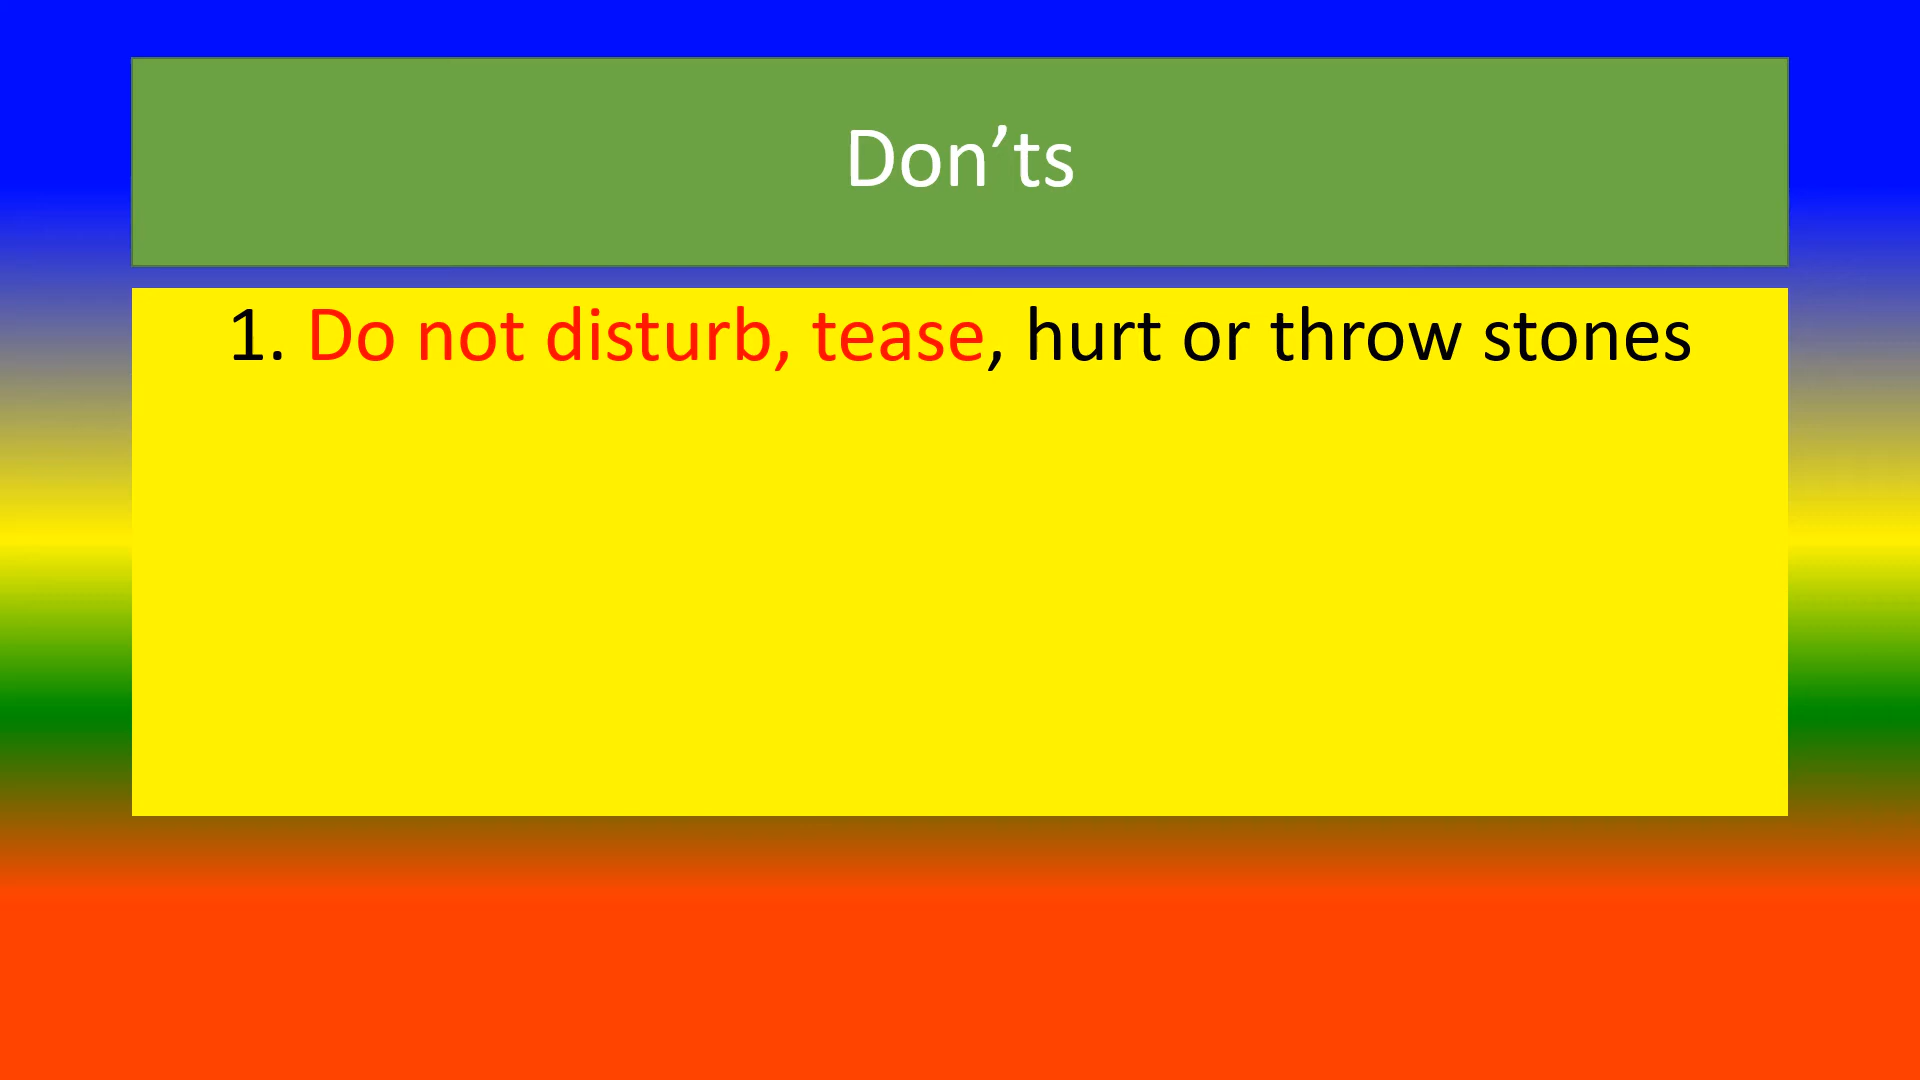 Don’ts
1. Do not disturb, tease, hurt or throw stones